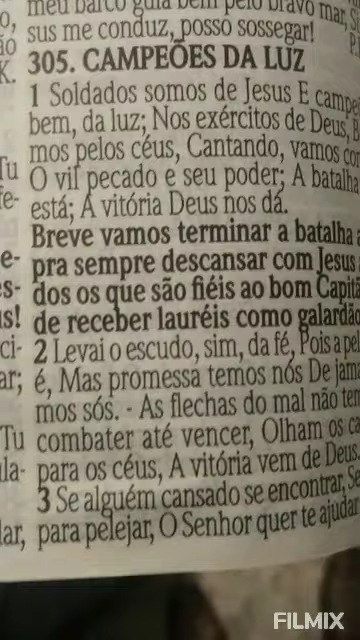 meu barco guia bem pelo bravo mar,
sus me conduz, posso sossegar!
305. CAMPEÕES DA LUZ
1 Soldados somos de Jesus E campe
bem, da luz; Nos exércitos de Deus,
mos pelos céus, Cantando, vamos com
O vil pecado e seu poder; A batalha
está; A vitória Deus nos dá.
Breve vamos terminar a batalha
pra sempre descansar com Jesus
dos os que são fiéis ao bom Capitã
de receber lauréis como galardão
2 Levai o escudo, sim, da fé, Pois a pel
é, Mas promessa temos nós De jama
mos sós. - As flechas do mal não tem
combater até vencer, Olham os ca
para os céus, A vitória vem de Deus.
3 Se alguém cansado se encontrar, Se
para pelejar, O Senhor quer te ajudar
FILMIX